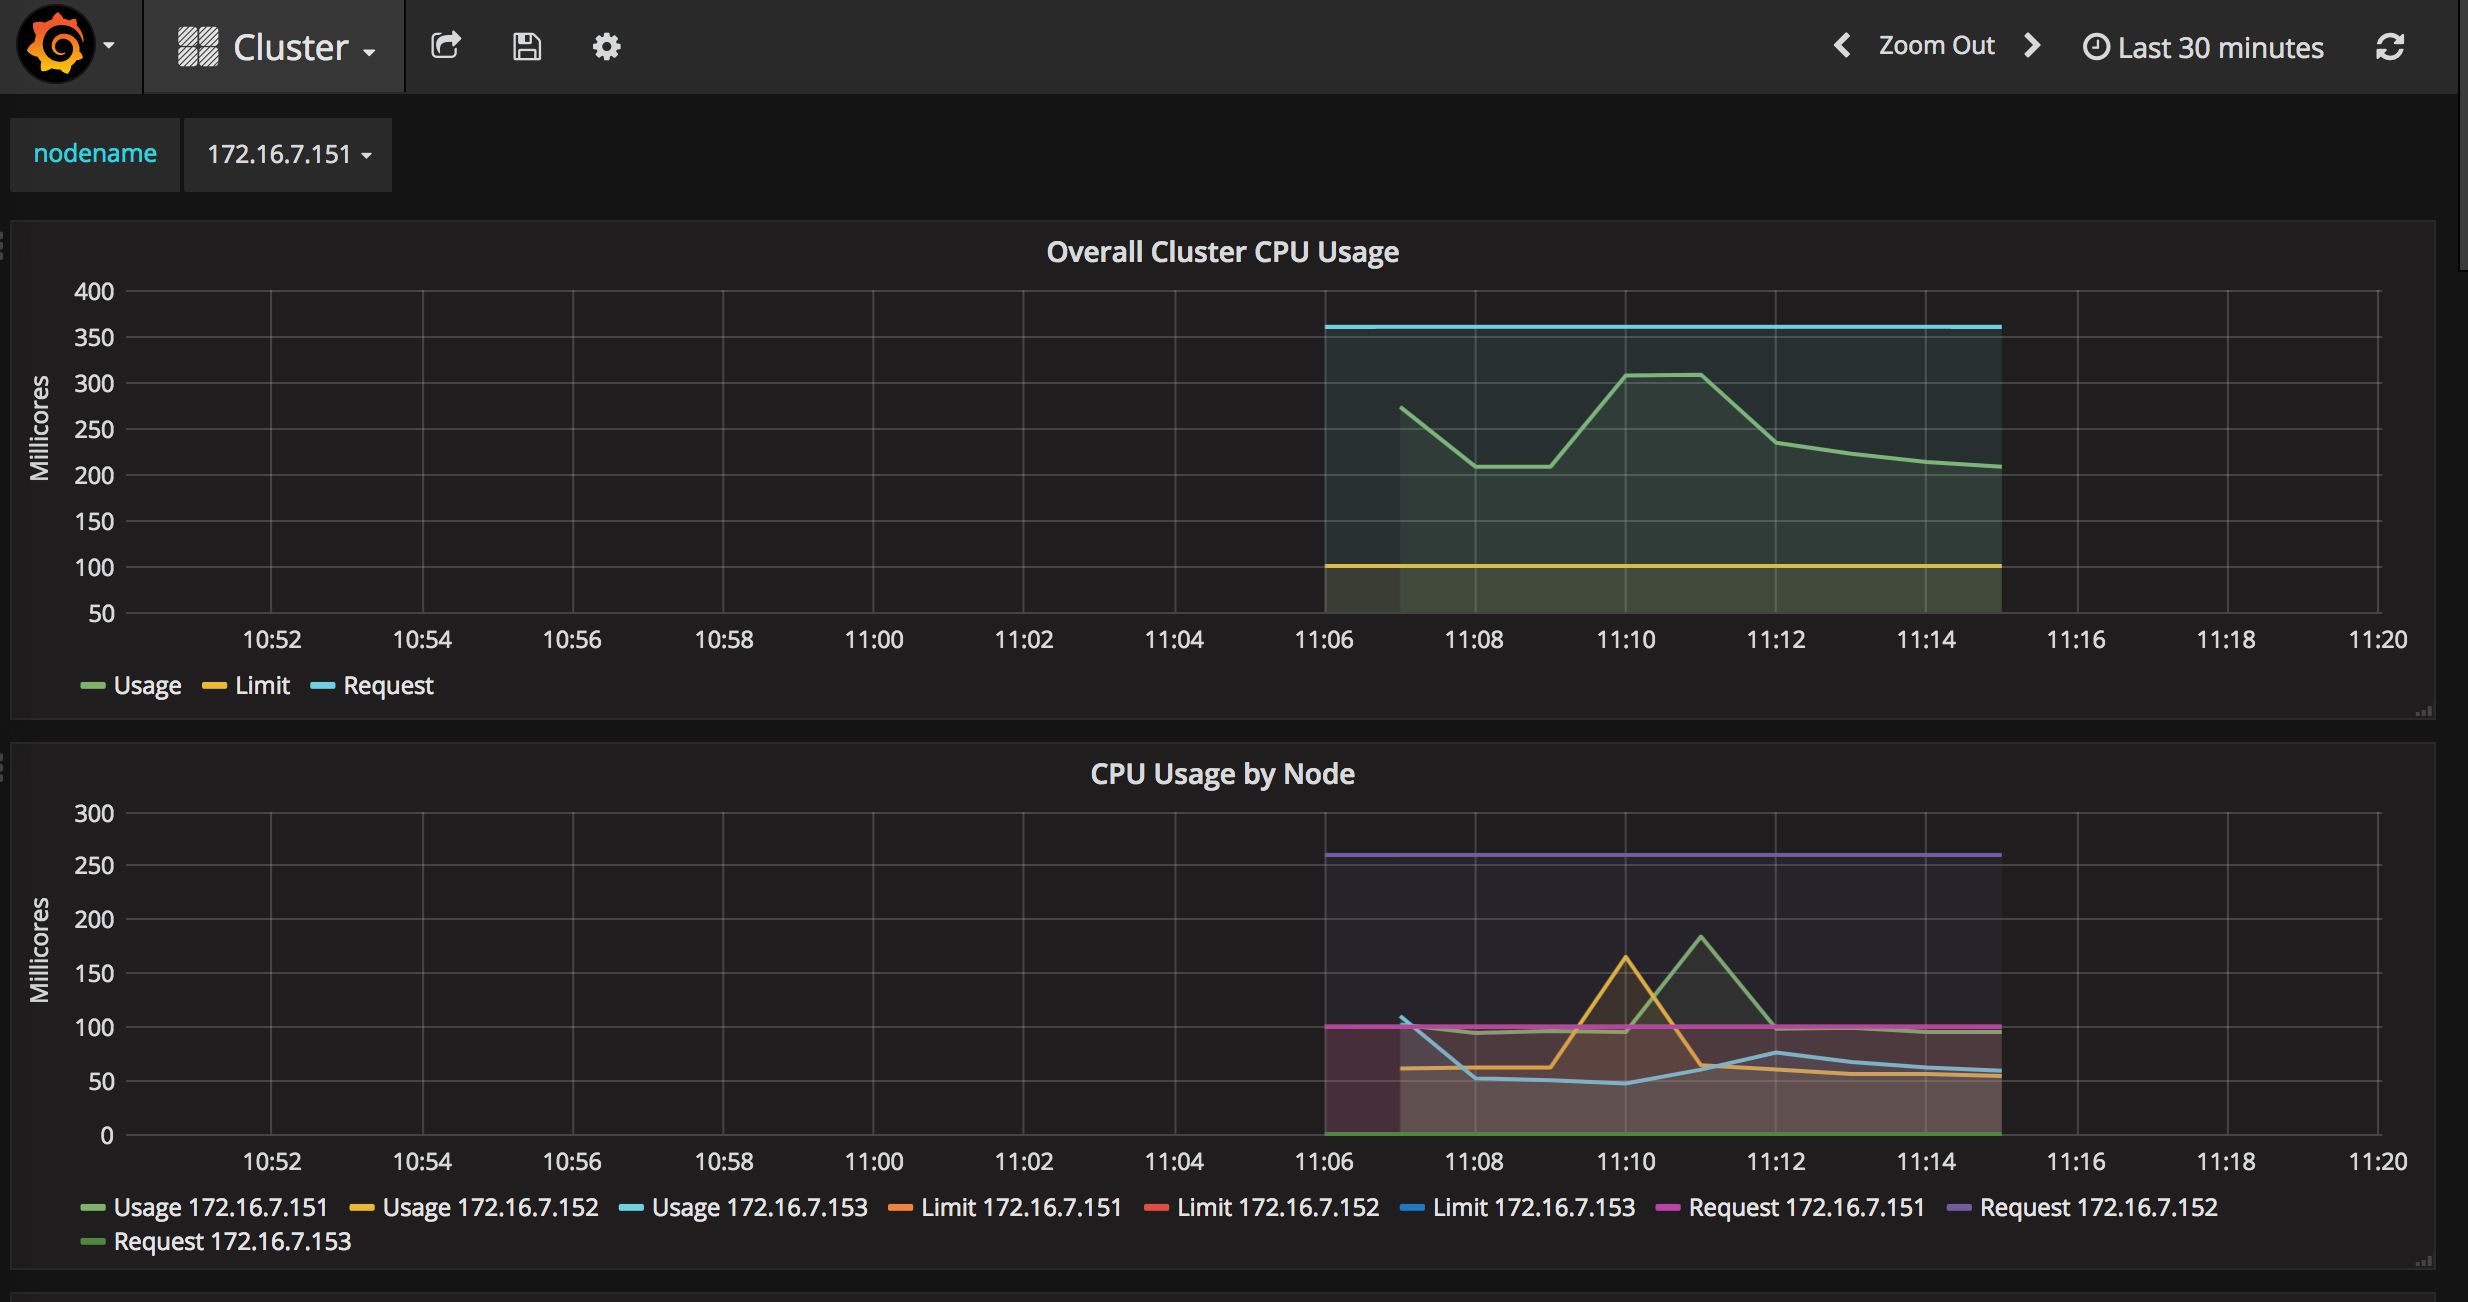 Cluster
Zoom Out
Last 30 minutes
nodename
172.16.7.151
Overall Cluster CPU Usage
Millicores
400
350
300
250
200
150
100
50
10:52 10:54 10:56 10:58 11:00 11:02 11:04 11:06 11:08 11:10 11:12 11:14 11:16 11:18 11:20
Usage Limit Request
CPU Usage by Node
Millicores
300
250
200
150
100
50
0
10:52 10:54 10:56 10:58 11:00 11:02 11:04 11:06 11:08 11:10 11:12 11:14 11:16 11:18 11:20
Usage 172.16.7.151 Usage 172.16.7.152 Usage 172.16.7.153 Limit 172.16.7.151 Limit 172.16.7.152 Limit 172.16.7.153 Request 172.16.7.151 Request 172.16.7.152
Request 172.16.7.153